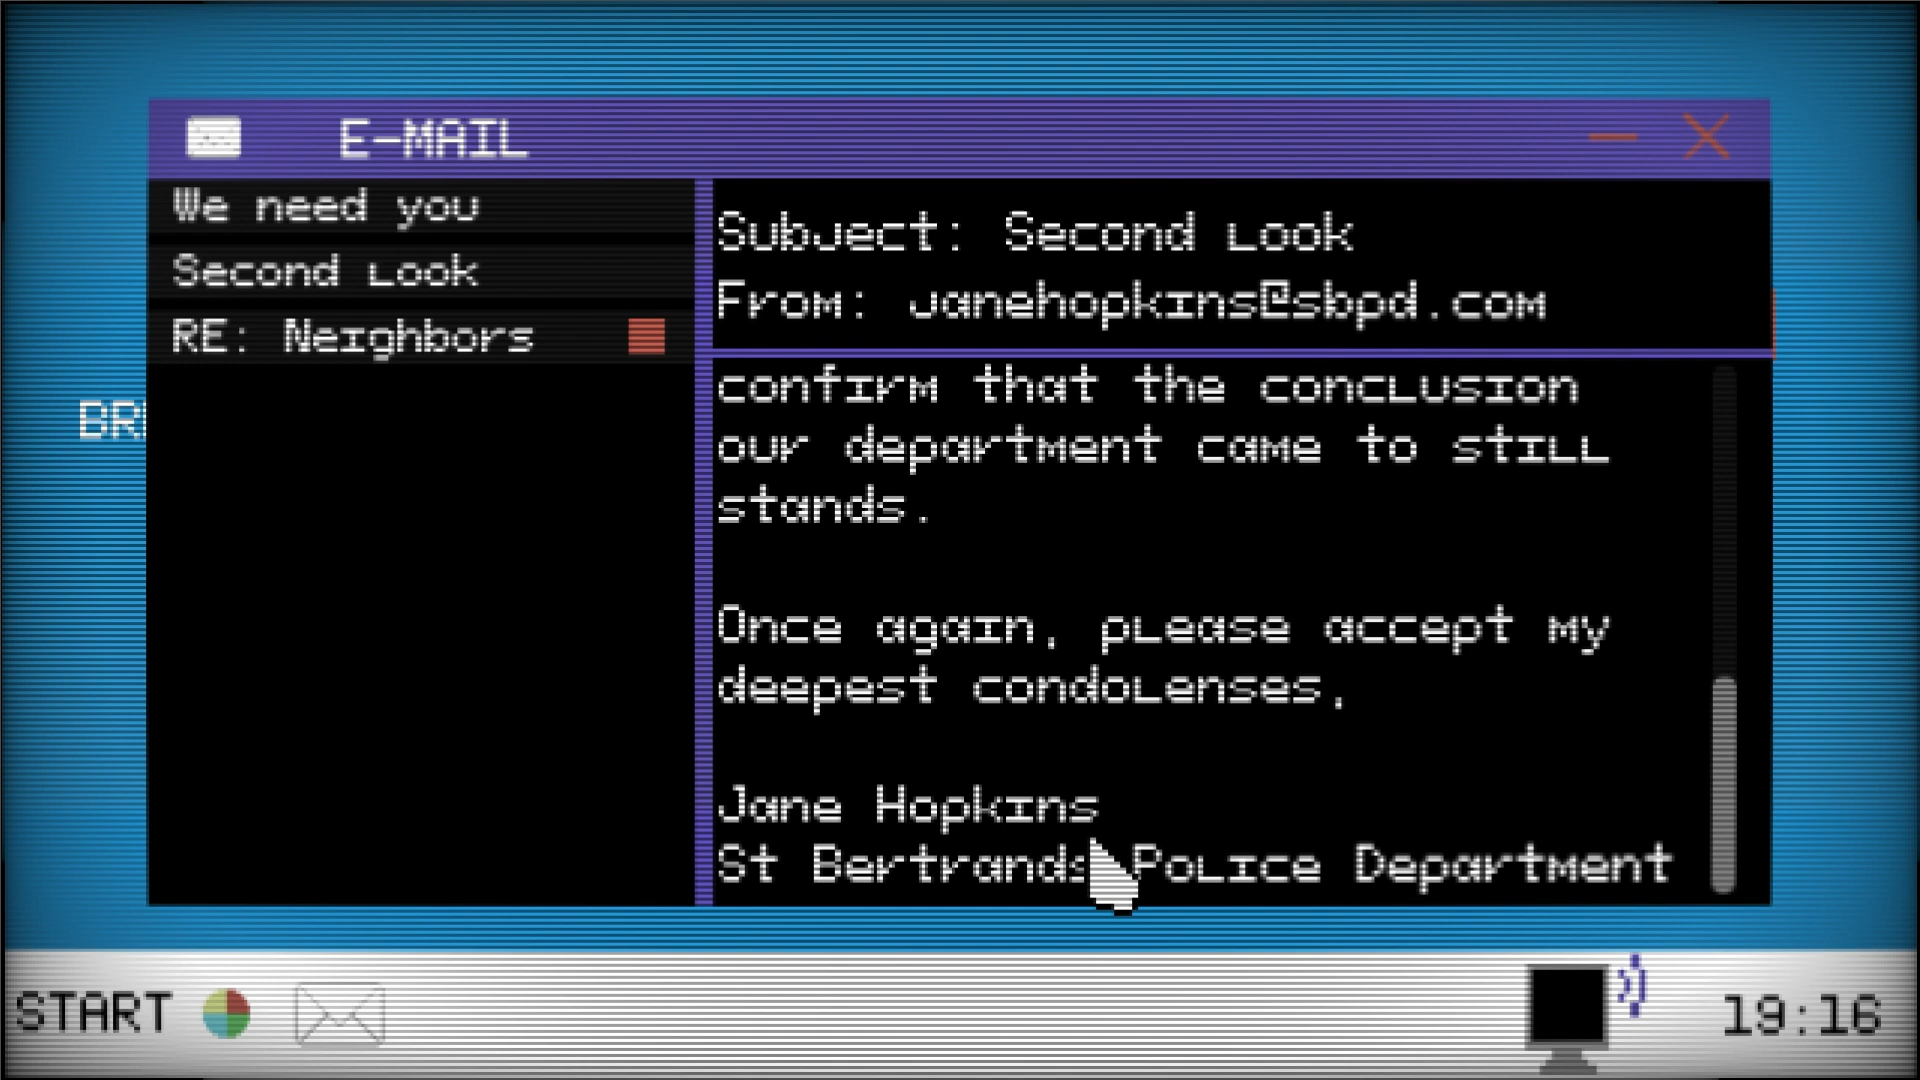 E-MAIL
We need you
Second Look
RE: Neighbors
Subject: Second Look
From: janehopkins@sbpd.com
confirm that the conclusion
our department came to still
stands.
Once again, please accept my
deepest condolenses,
Jane Hopkins
St Bertrands Police Department
START
19:16